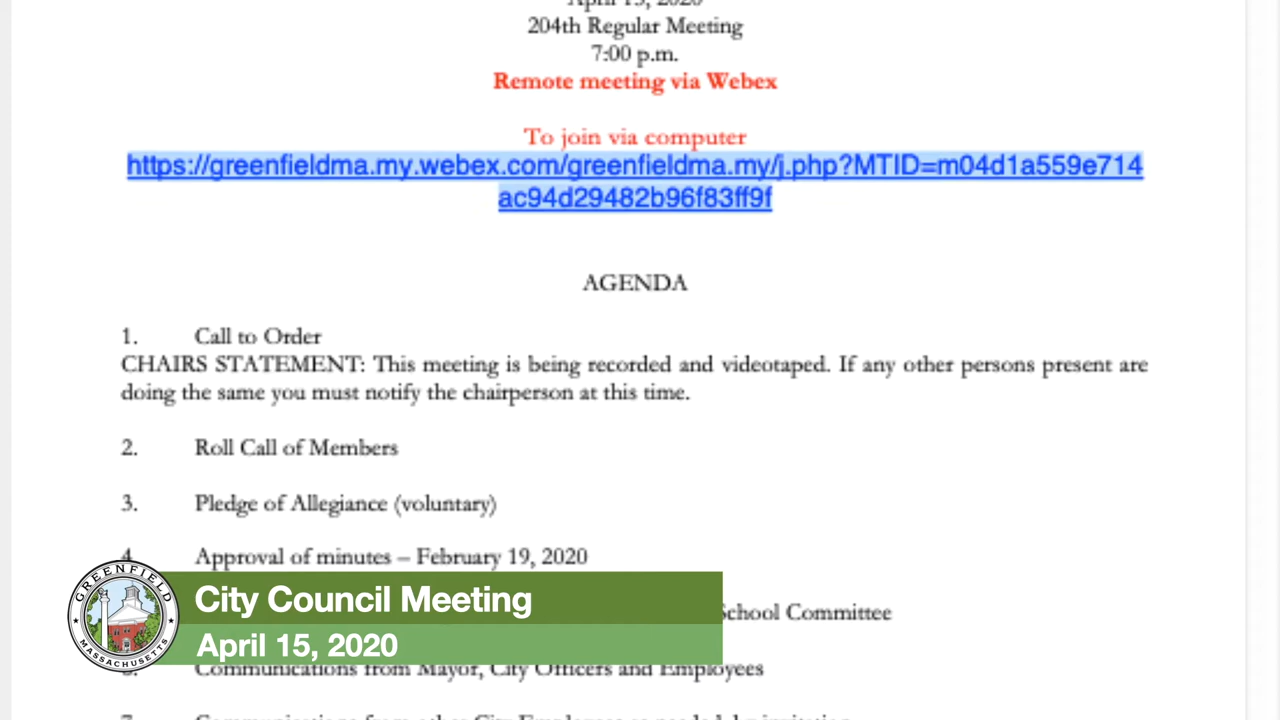 April 15, 2020
204th Regular Meeting
7:00 p.m.
Remote meeting via Webex
To join via computer
https://greenfieldma.my.webex.com/greenfieldma.my/j.php?MTID=m04d1a559e714
ac94d29482b96f83ff9f
AGENDA
1. Call to Order
CHAIRS STATEMENT: This meeting is being recorded and videotaped. If any other persons present are
doing the same you must notify the chairperson at this time.
2. Roll Call of Members
3. Pledge of Allegiance (voluntary)
4. Approval of minutes – February 19, 2020
School Committee
Communications from Mayor, City Officers and Employees
GREENFIELD
MASSACHUSETTS
City Council Meeting
April 15, 2020